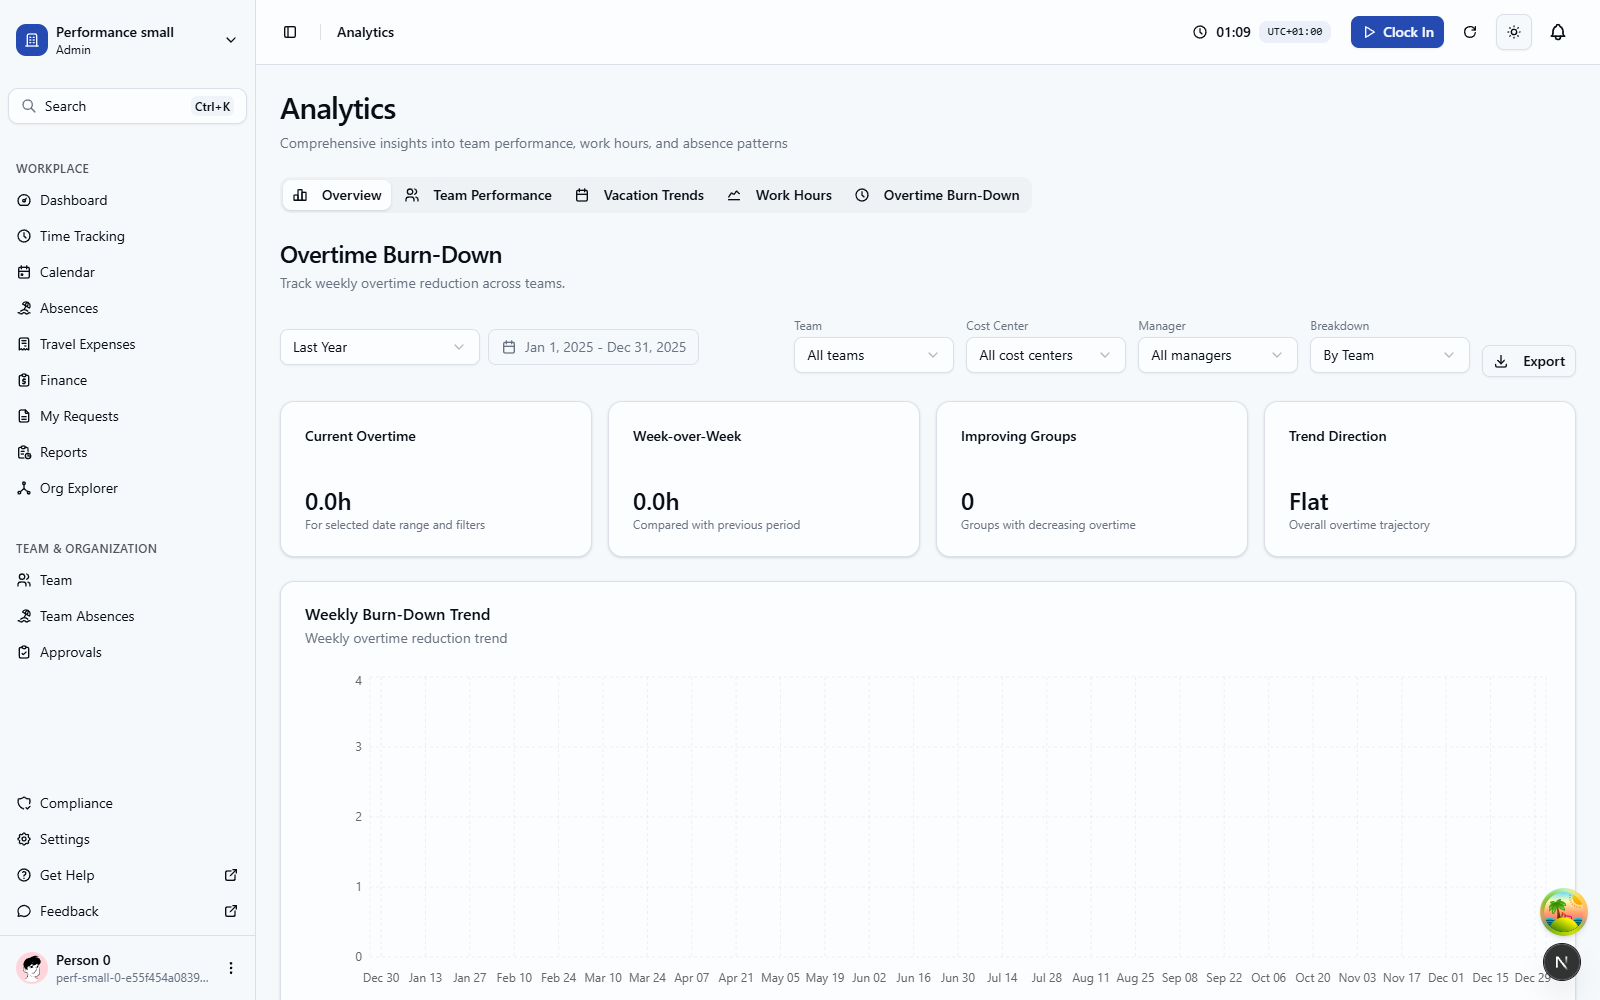 Performance small
Admin
Search
Ctrl+K
WORKPLACE
Dashboard
Time Tracking
Calendar
Absences
Travel Expenses
Finance
My Requests
Reports
Org Explorer
TEAM & ORGANIZATION
Team
Team Absences
Approvals
Compliance
Settings
Get Help
Feedback
Person 0
perf-small-0-e55f454a0839...
Analytics
01:09
UTC+01:00
Clock In
Analytics
Comprehensive insights into team performance, work hours, and absence patterns
Overview
Team Performance
Vacation Trends
Work Hours
Overtime Burn-Down
Overtime Burn-Down
Track weekly overtime reduction across teams.
Last Year
Jan 1, 2025 - Dec 31, 2025
Team
All teams
Cost Center
All cost centers
Manager
All managers
Breakdown
By Team
Export
Current Overtime
0.0h
For selected date range and filters
Week-over-Week
0.0h
Compared with previous period
Improving Groups
0
Groups with decreasing overtime
Trend Direction
Flat
Overall overtime trajectory
Weekly Burn-Down Trend
Weekly overtime reduction trend
4
3
2
1
0
Dec 30 Jan 13 Jan 27 Feb 10 Feb 24 Mar 10 Mar 24 Apr 07 Apr 21 May 05 May 19 Jun 02 Jun 16 Jun 30 Jul 14 Jul 28 Aug 11 Aug 25 Sep 08 Sep 22 Oct 06 Oct 20 Nov 03 Nov 17 Dec 01 Dec 15 Dec 29
N